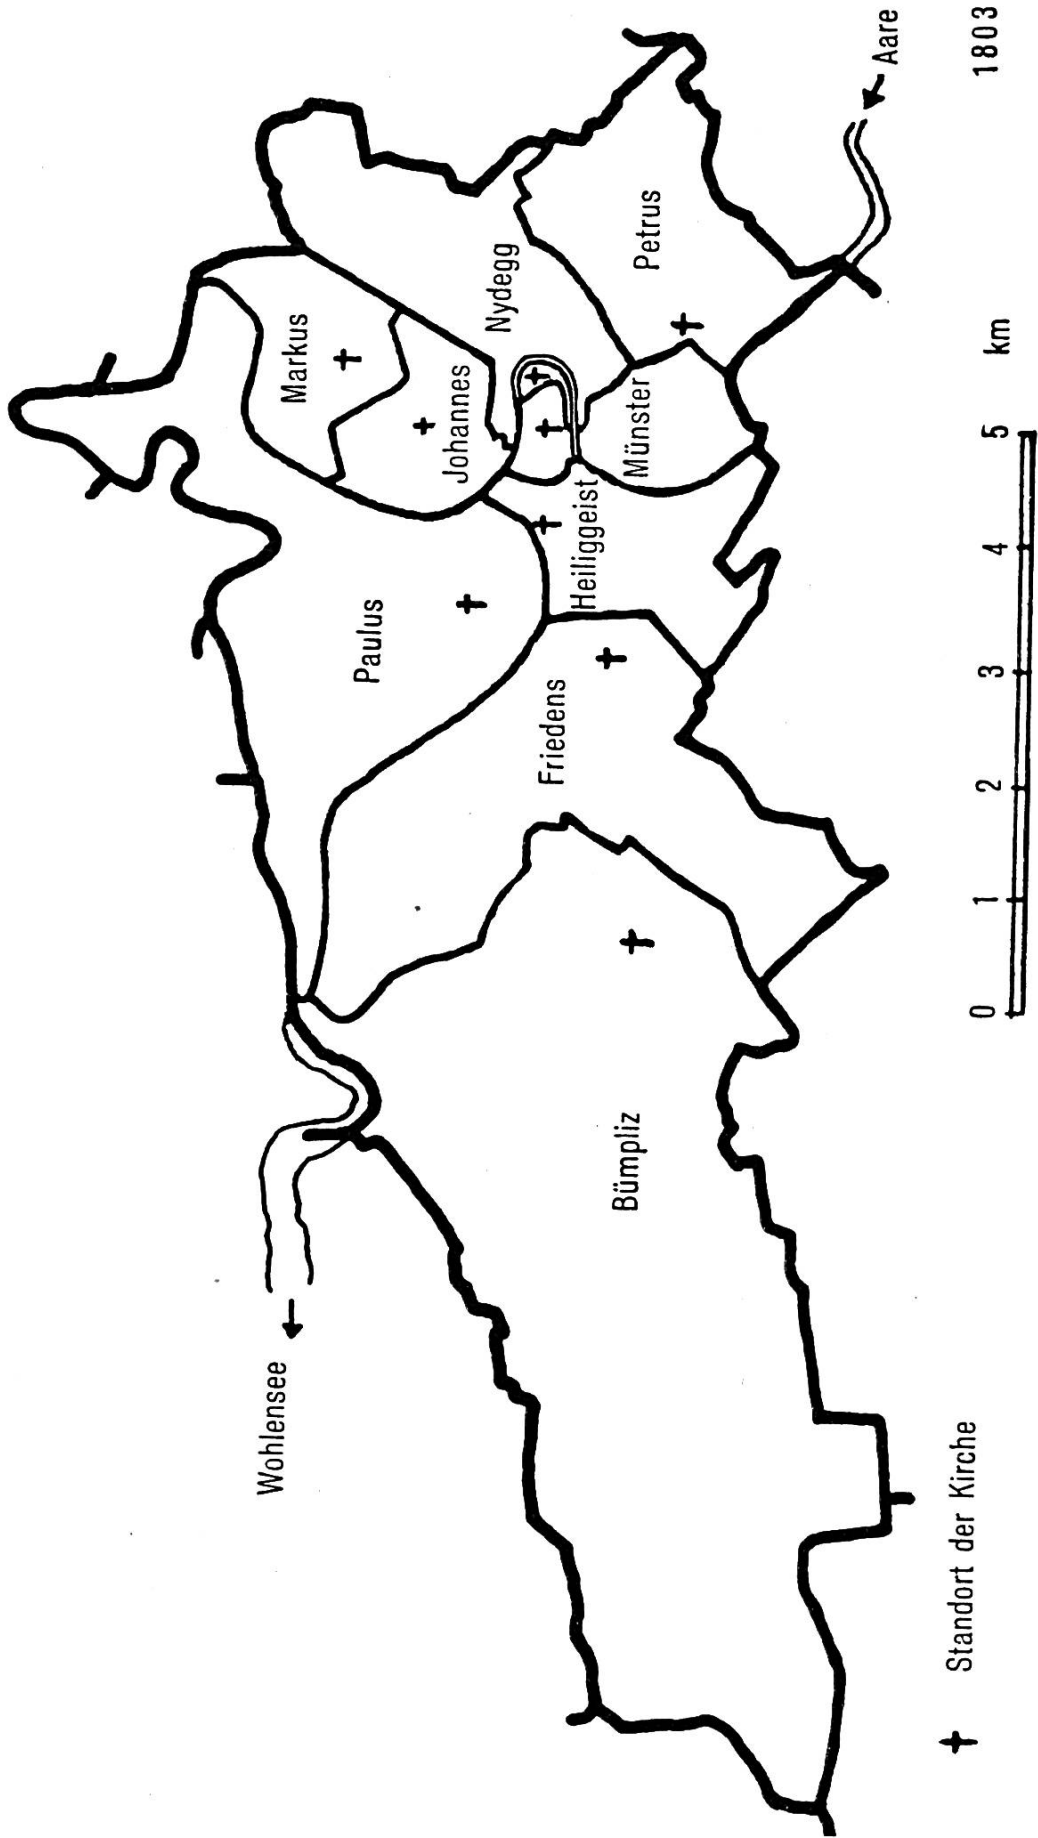 Wohlensee
Paulus
Markus
Johannes
Nydegg
Petrus
Münster
Heiliggeist
Friedens
Bümpliz
Aare
Standort der Kirche
0 1 2 3 4 5 km
1803